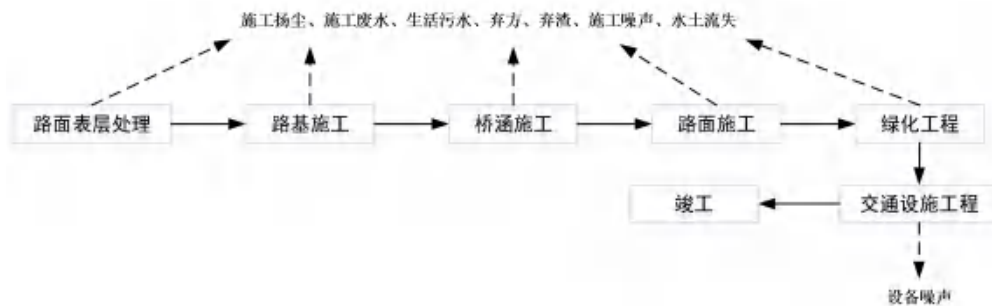 施工扬尘、施工废水、生活污水、弃方、弃渣、施工噪声、水土流失
路面表层处理
路基施工
桥涵施工
路面施工
绿化工程
竣工
交通设施工程
设备噪声